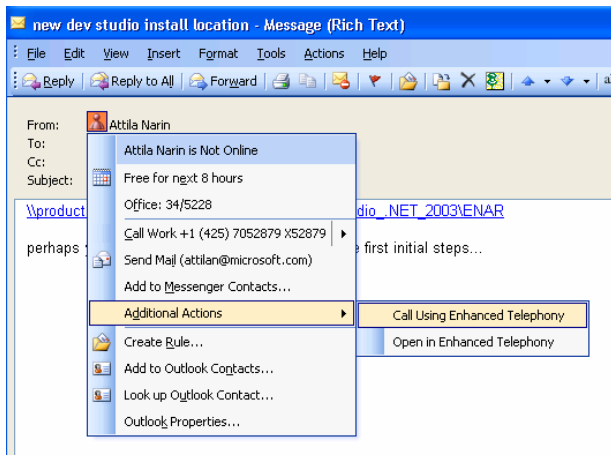 new dev studio install location - Message (Rich Text)
File Edit View Insert Format Tools Actions Help
Reply Reply to All Forward
From: Attila Narin
To:
Cc:
Subject:
Attila Narin is Not Online
Free for next 8 hours
Office: 34/5228
Call Work +1 (425) 7052879 X52879
Send Mail (attilan@microsoft.com)
Add to Messenger Contacts...
Additional Actions
Create Rule...
Add to Outlook Contacts...
Look up Outlook Contact...
Outlook Properties...
Call Using Enhanced Telephony
Open in Enhanced Telephony
\\product dio_.NET_2003\ENAR
perhaps first initial steps...